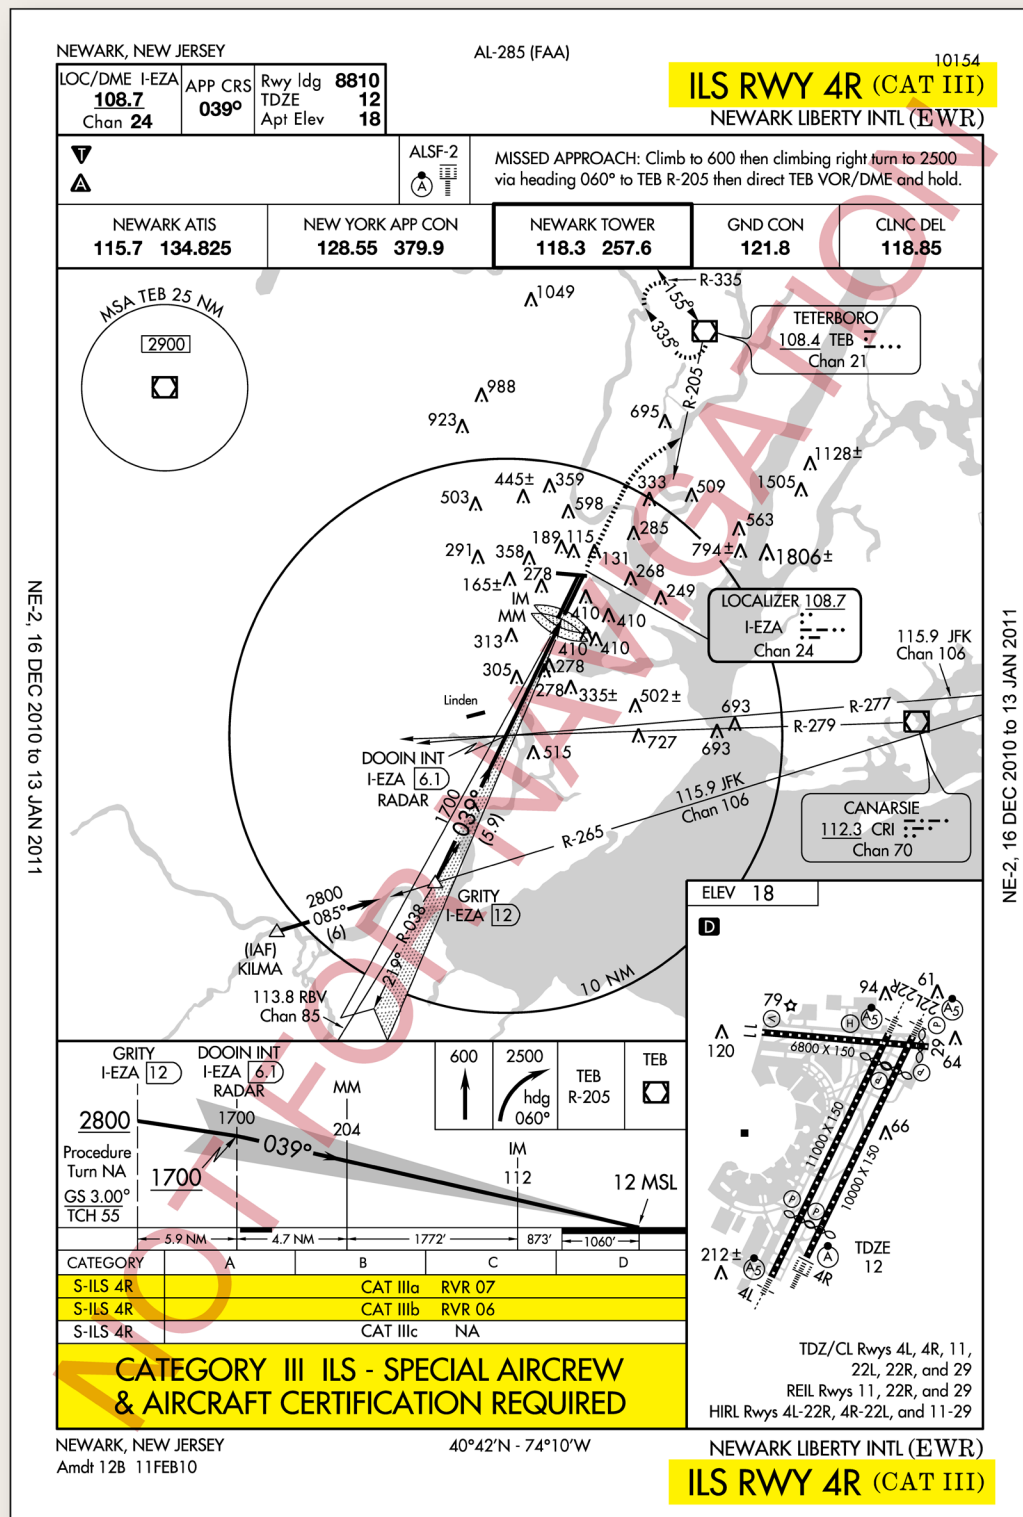 NEWARK, NEW JERSEY
AL-285 (FAA)
10154
LOC/DME I-EZA
108.7
Chan 24
APP CRS
039°
Rwy ldg 8810
TDZE 12
Apt Elev 18
ILS RWY 4R (CAT III)
NEWARK LIBERTY INTL (EWR)
T
A
ALSF-2
A
MISSED APPROACH: Climb to 600 then climbing right turn to 2500
via heading 060° to TEB R-205 then direct TEB VOR/DME and hold.
NEWARK ATIS
115.7 134.825
NEW YORK APP CON
128.55 379.9
NEWARK TOWER
118.3 257.6
GND CON
121.8
CLNC DEL
118.85
MSA TEB 25 NM
2900
1049
R-335
155°
335°
TETERBORO
108.4 TEB
Chan 21
R-205
988
923
695
1128±
1505
445±
359
503
598
333
509
563
285
189
115
131
794±
1806±
291
358
278
268
165±
249
IM
MM
410
410
410
410
313
LOCALIZER 108.7
I-EZA
Chan 24
115.9 JFK
Chan 106
305
278
278
335±
502±
Linden
693
R-277
R-279
727
693
515
DOOIN INT
I-EZA 6.1
RADAR
1700
039°
(5.9)
115.9 JFK
Chan 106
R-265
CANARSIE
112.3 CRI
Chan 70
2800
085°
(6)
GRITY
I-EZA 12
(IAF)
KILMA
219°
R-038
113.8 RBV
Chan 85
10 NM
NE-2, 16 DEC 2010 to 13 JAN 2011
NE-2, 16 DEC 2010 to 13 JAN 2011
NOT FOR NAVIGATION
ELEV 18
D
79
V
11
120
6800 X 150
H
94
A5
22R
22L
61
A5
P
29
64
P
P
66
11000 X 150
10000 X 150
P
P
212±
A5
4L
A
4R
TDZE
12
TDZ/CL Rwys 4L, 4R, 11,
22L, 22R, and 29
REIL Rwys 11, 22R, and 29
HIRL Rwys 4L-22R, 4R-22L, and 11-29
GRITY
I-EZA 12
DOOIN INT
I-EZA 6.1
RADAR
MM
600
2500
hdg
060°
TEB
R-205
TEB
2800
1700
039°
204
IM
112
Procedure
Turn NA
1700
12 MSL
GS 3.00°
TCH 55
5.9 NM
4.7 NM
1772'
873'
1060'
CATEGORY A B C D
S-ILS 4R CAT IIIa RVR 07
S-ILS 4R CAT IIIb RVR 06
S-ILS 4R CAT IIIc NA
CATEGORY III ILS - SPECIAL AIRCREW
& AIRCRAFT CERTIFICATION REQUIRED
NEWARK, NEW JERSEY
Amdt 12B 11FEB10
40°42'N - 74°10'W
NEWARK LIBERTY INTL (EWR)
ILS RWY 4R (CAT III)